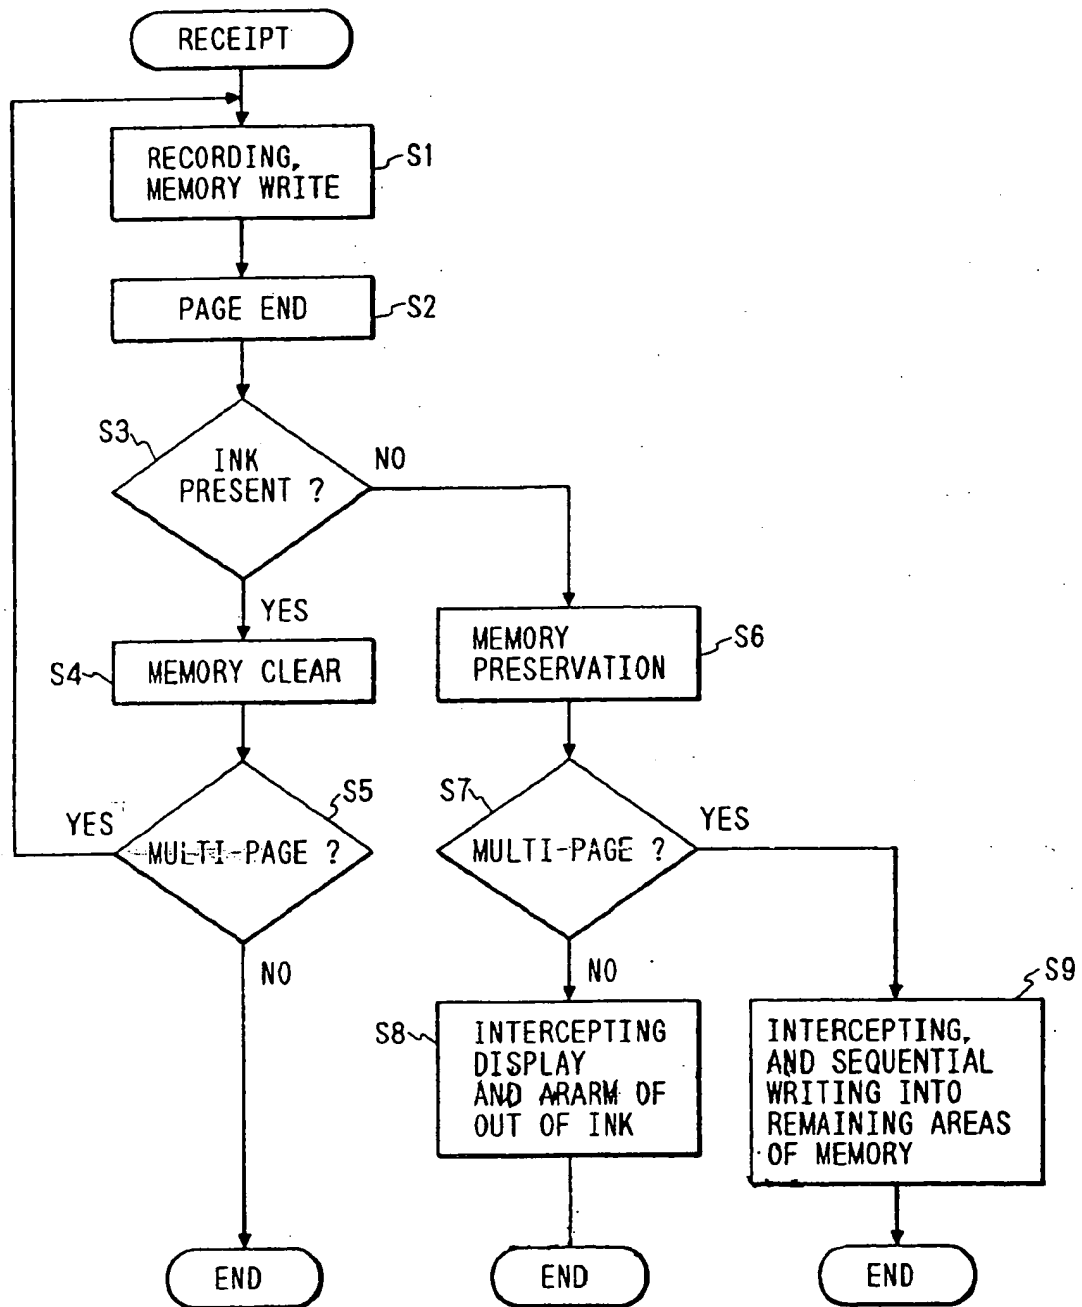 RECEIPT
RECORDING,
MEMORY WRITE
S1
PAGE END
S2
S3
INK
PRESENT ?
NO
YES
S4
MEMORY CLEAR
MEMORY
PRESERVATION
S6
S5
YES
MULTI-PAGE ?
NO
S7
MULTI-PAGE ?
YES
NO
S8
INTERCEPTING
DISPLAY
AND ARARM OF
OUT OF INK
S9
INTERCEPTING,
AND SEQUENTIAL
WRITING INTO
REMAINING AREAS
OF MEMORY
END
END
END